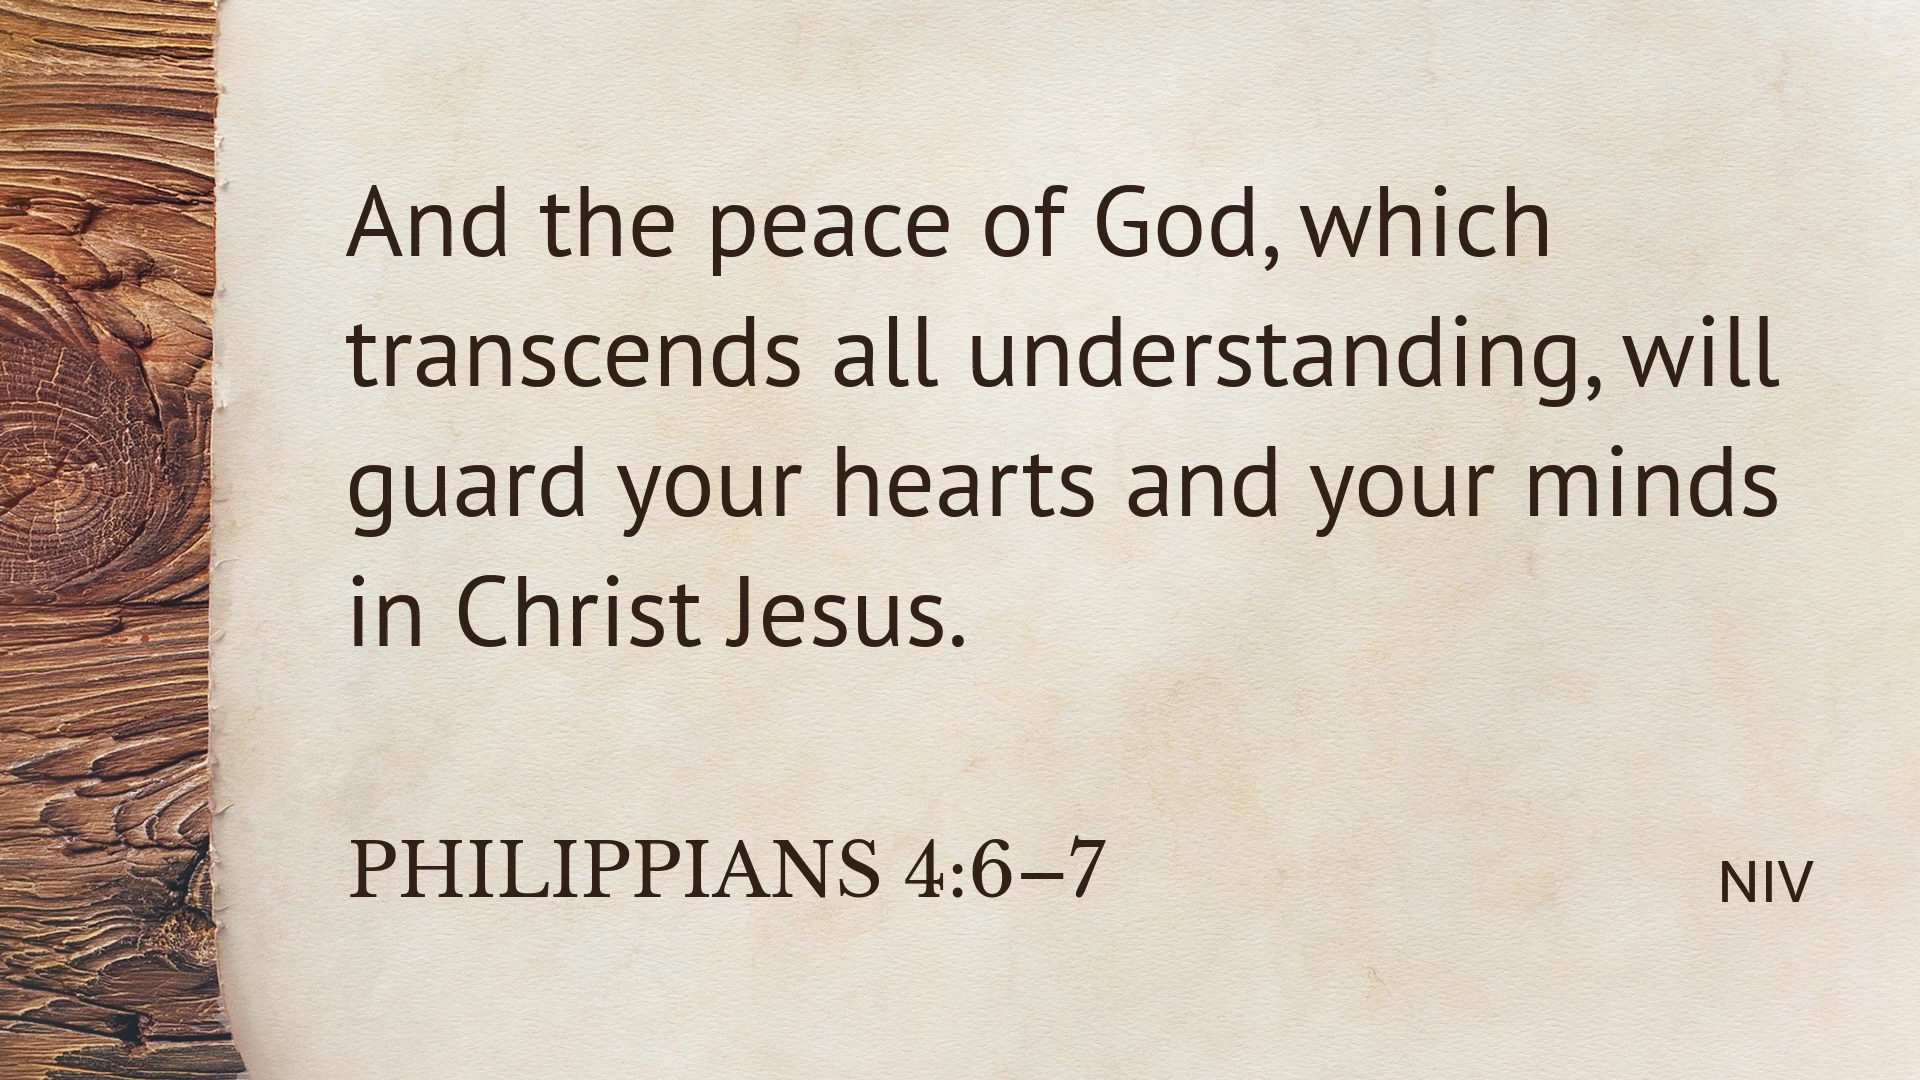 And the peace of God, which
transcends all understanding, will
guard your hearts and your minds
in Christ Jesus.
PHILIPPIANS 4:6–7
NIV